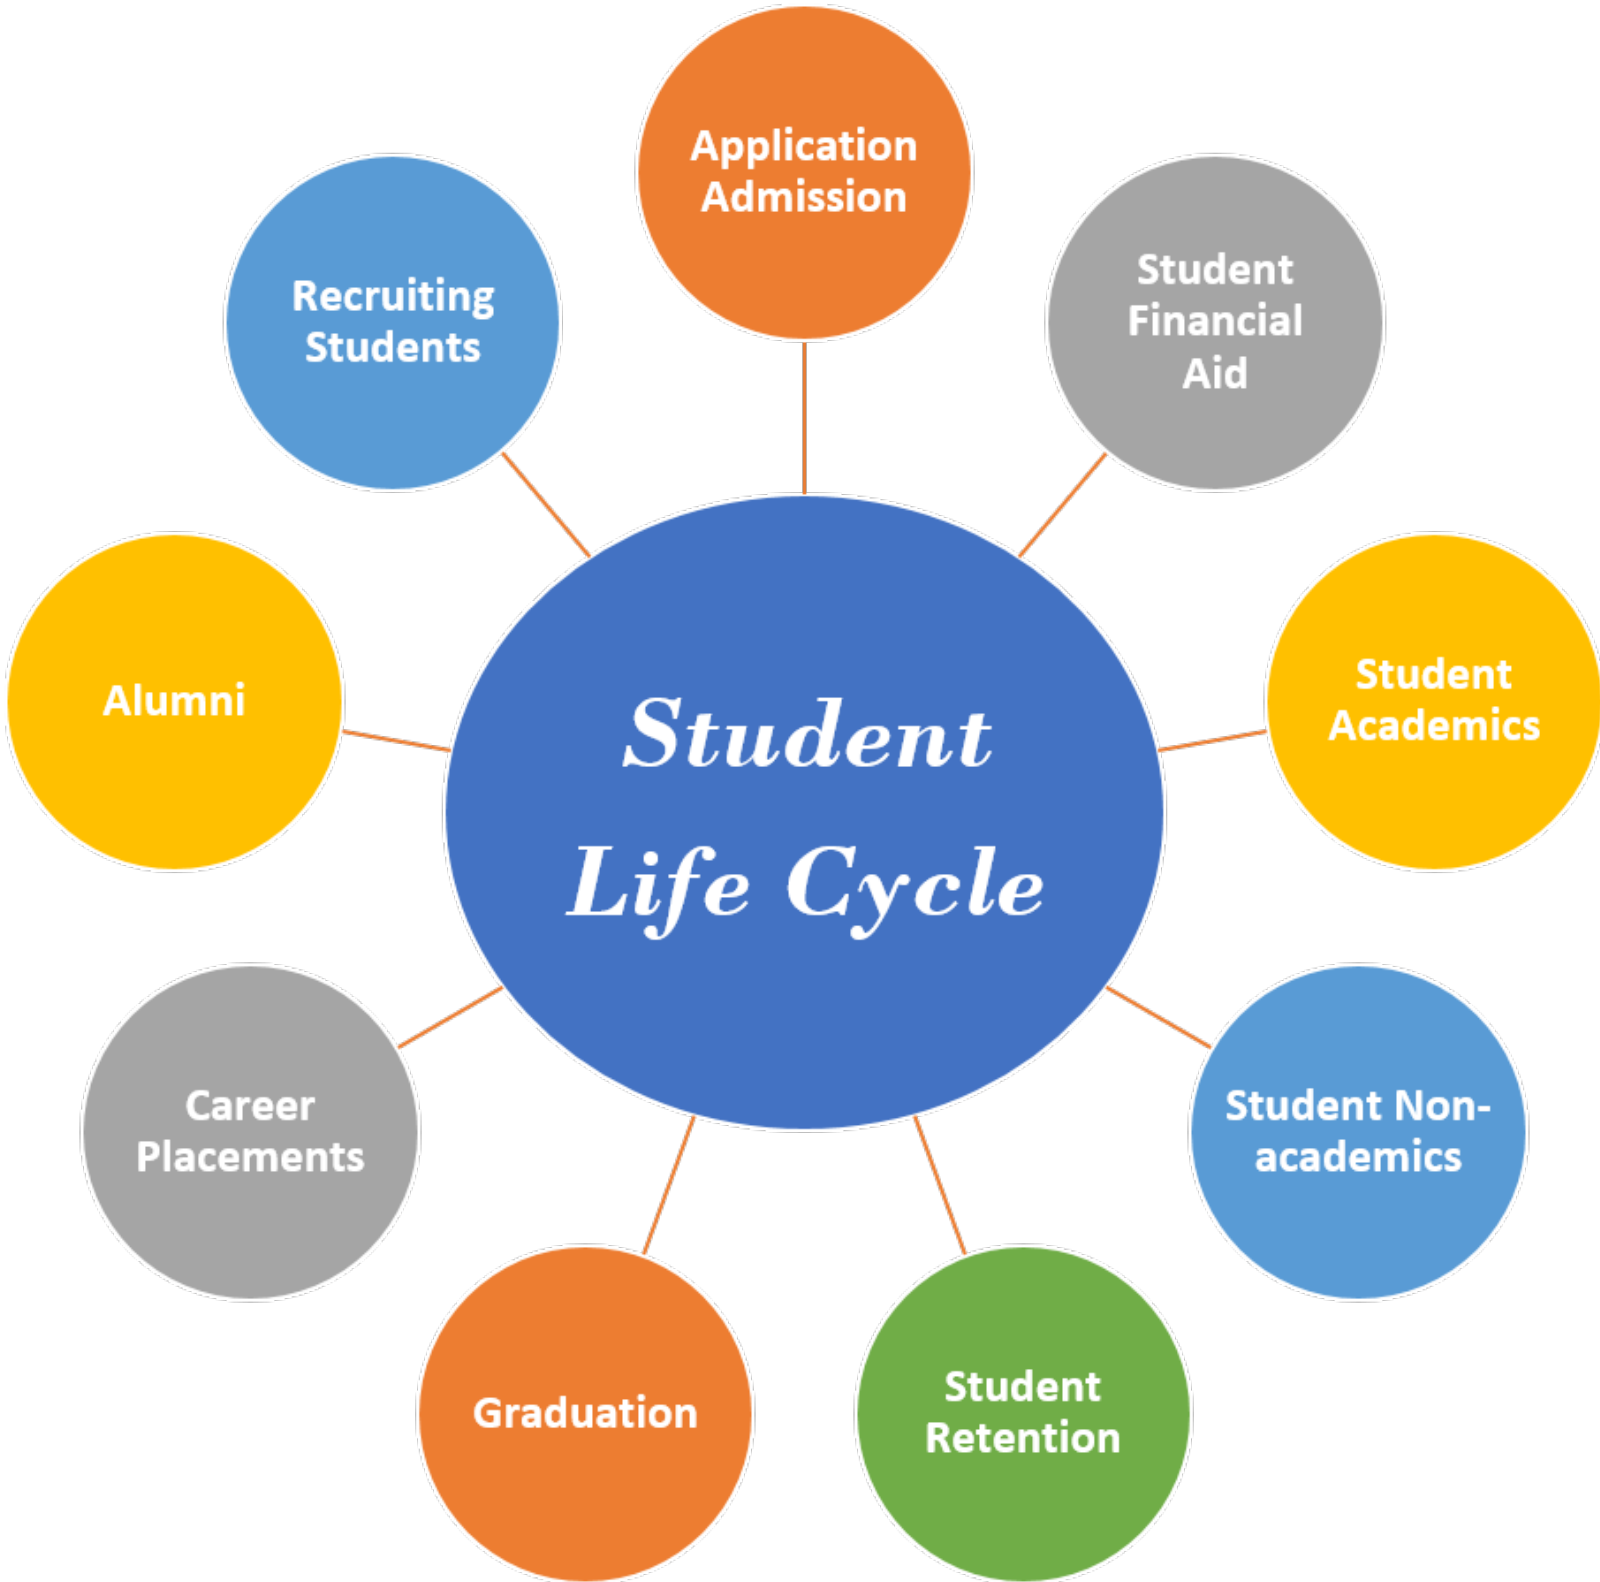 Application
Admission
Student
Financial
Aid
Student
Academics
Student Non-
academics
Student
Retention
Graduation
Career
Placements
Alumni
Recruiting
Students
Student
Life Cycle